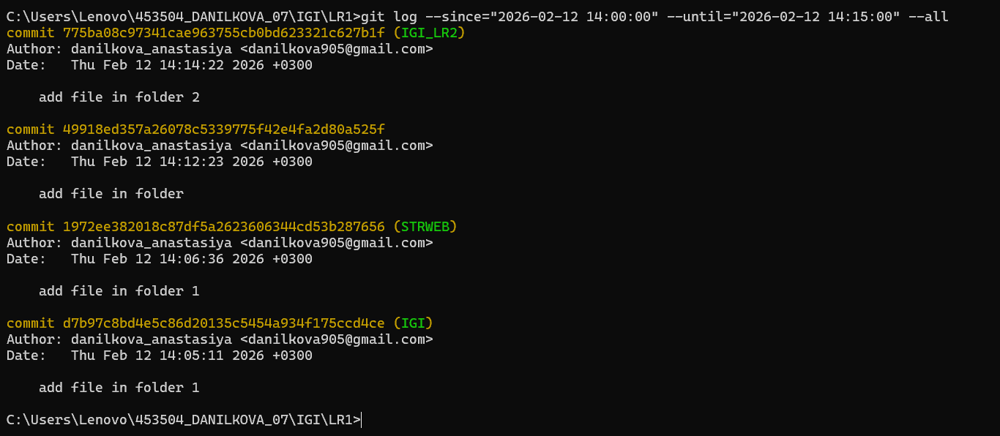 C:\Users\Lenovo\453504_DANILKOVA_07\IGI\LR1>git log --since="2026-02-12 14:00:00" --until="2026-02-12 14:15:00" --all
commit 775ba08c97341cae963755cb0bd623321c627b1f (IGI_LR2)
Author: danilkova_anastasiya <danilkova905@gmail.com>
Date:   Thu Feb 12 14:14:22 2026 +0300
add file in folder 2
commit 49918ed357a26078c5339775f42e4fa2d80a525f
Author: danilkova_anastasiya <danilkova905@gmail.com>
Date:   Thu Feb 12 14:12:23 2026 +0300
add file in folder
commit 1972ee382018c87df5a2623606344cd53b287656 (STRWEB)
Author: danilkova_anastasiya <danilkova905@gmail.com>
Date:   Thu Feb 12 14:06:36 2026 +0300
add file in folder 1
commit d7b97c8bd4e5c86d20135c5454a934f175ccd4ce (IGI)
Author: danilkova_anastasiya <danilkova905@gmail.com>
Date:   Thu Feb 12 14:05:11 2026 +0300
add file in folder 1
C:\Users\Lenovo\453504_DANILKOVA_07\IGI\LR1>